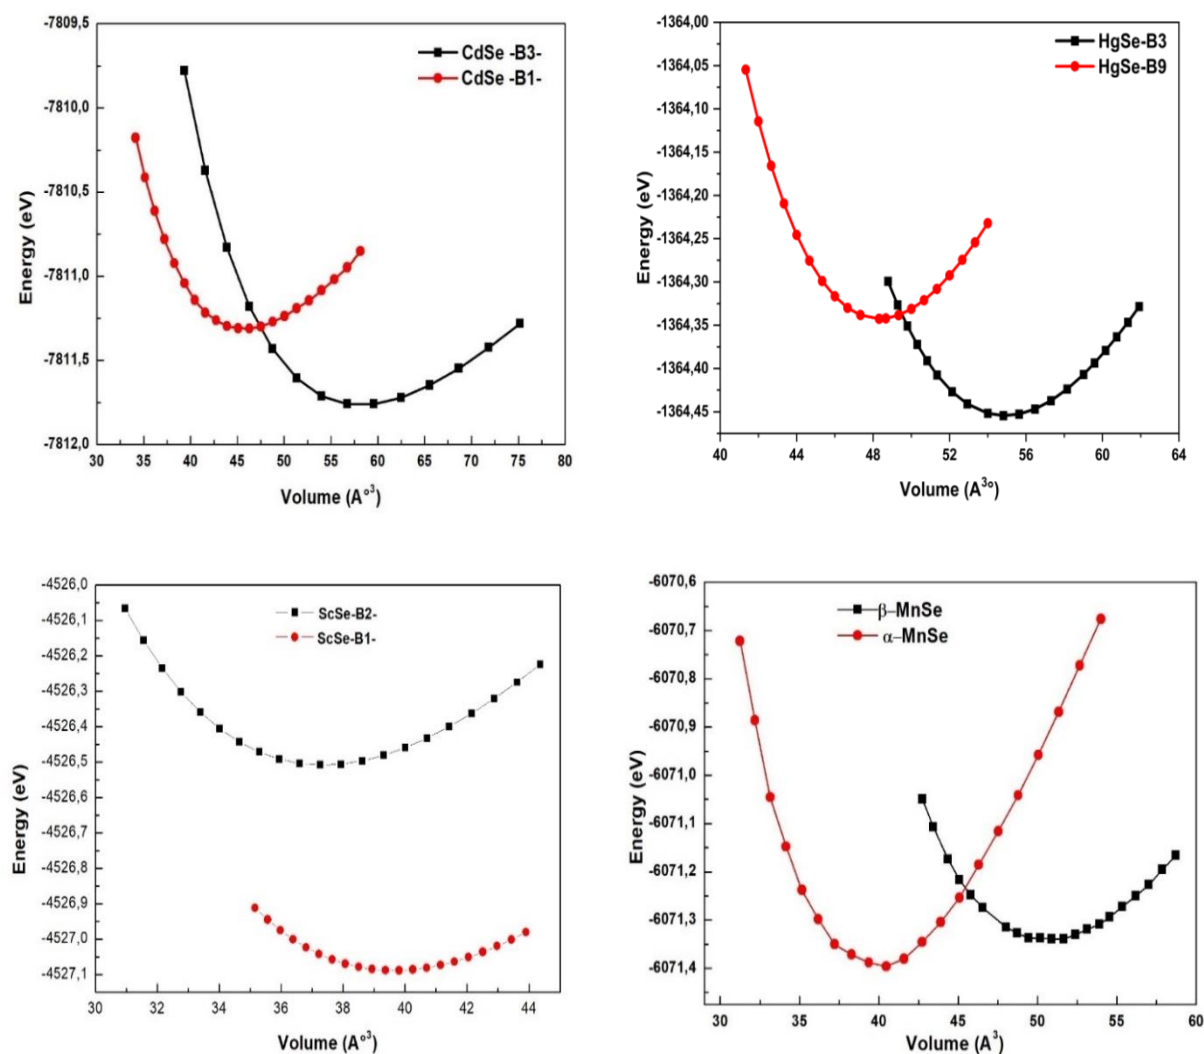 -7809,5
-7810,0
-7810,5
-7811,0
-7811,5
-7812,0
Energy (eV)
CdSe -B3-
CdSe -B1-
30 35 40 45 50 55 60 65 70 75 80
Volume (A°³)
-1364,00
-1364,05
-1364,10
-1364,15
-1364,20
-1364,25
-1364,30
-1364,35
-1364,40
-1364,45
Energy (eV)
HgSe-B3
HgSe-B9
40 44 48 52 56 60 64
Volume (A³°)
-4526,0
-4526,1
-4526,2
-4526,3
-4526,4
-4526,5
-4526,6
-4526,7
-4526,8
-4526,9
-4527,0
-4527,1
Energy (eV)
ScSe-B2-
ScSe-B1-
30 32 34 36 38 40 42 44
Volume (A°³)
-6070,6
-6070,7
-6070,8
-6070,9
-6071,0
-6071,1
-6071,2
-6071,3
-6071,4
Energy (eV)
β–MnSe
α–MnSe
30 35 40 45 50 55 60
Volume (A³)